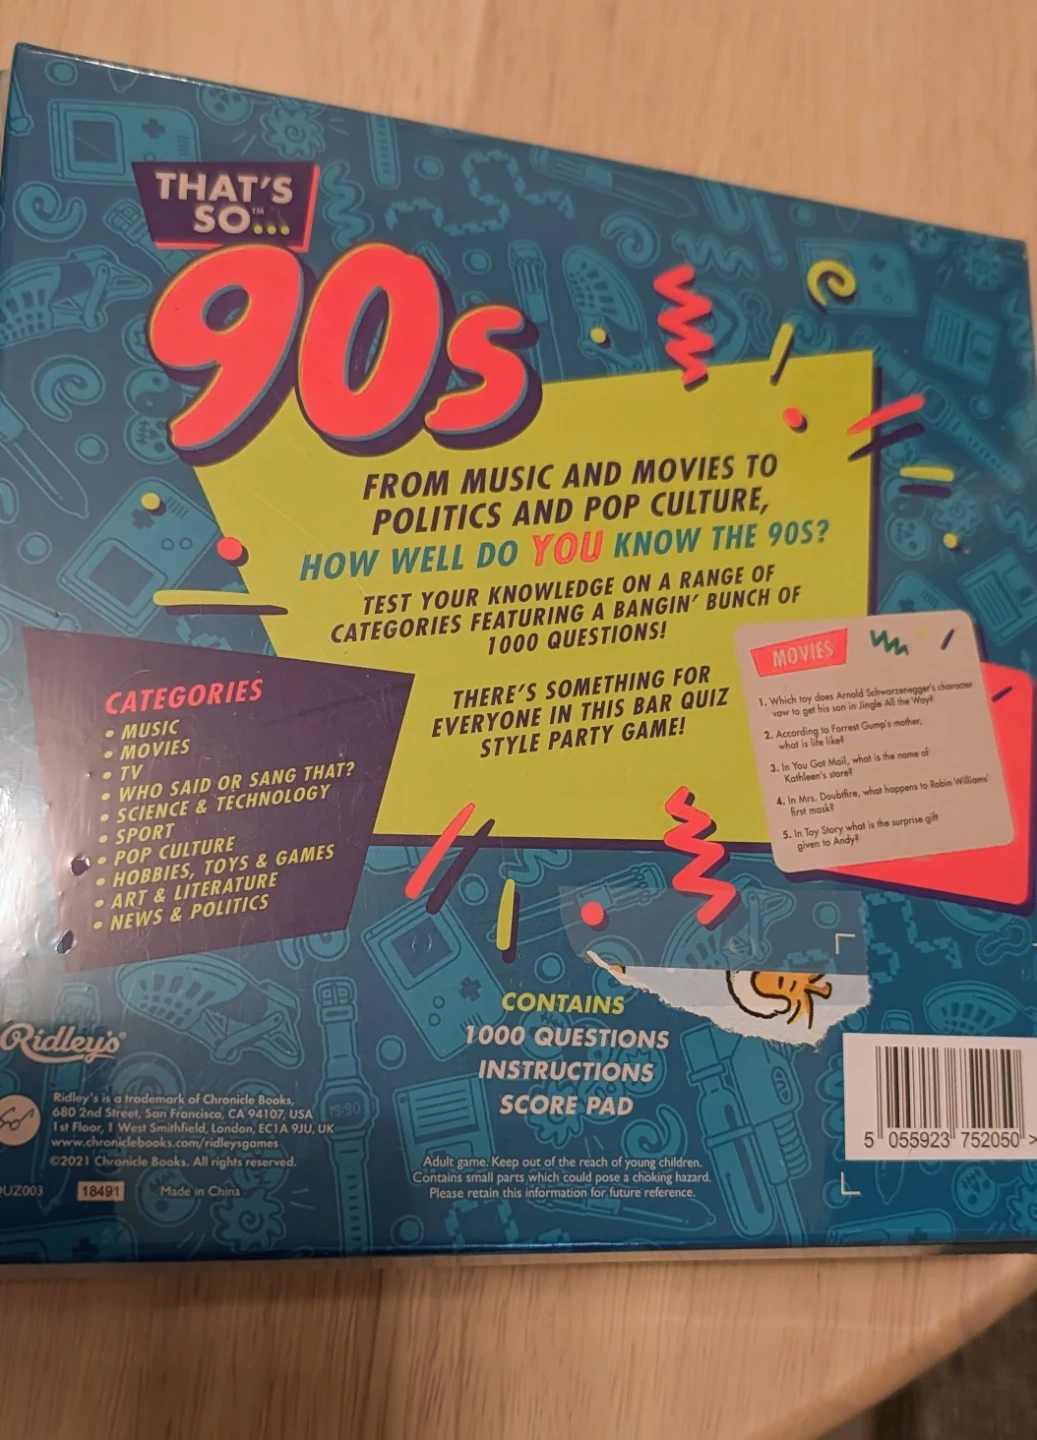 THAT'S
SO...™
90s
FROM MUSIC AND MOVIES TO
POLITICS AND POP CULTURE,
HOW WELL DO YOU KNOW THE 90S?
TEST YOUR KNOWLEDGE ON A RANGE OF
CATEGORIES FEATURING A BANGIN' BUNCH OF
1000 QUESTIONS!
THERE'S SOMETHING FOR
EVERYONE IN THIS BAR QUIZ
STYLE PARTY GAME!
CATEGORIES
• MUSIC
• MOVIES
• TV
• WHO SAID OR SANG THAT?
• SCIENCE & TECHNOLOGY
• SPORT
• POP CULTURE
• HOBBIES, TOYS & GAMES
• ART & LITERATURE
• NEWS & POLITICS
MOVIES
1. Which toy does Arnold Schwarzenegger's character
vow to get his son in Jingle All the Way?
2. According to Forrest Gump's mother,
what is life like?
3. In You Got Mail, what is the name of
Kathleen's store?
4. In Mrs. Doubtfire, what happens to Robin Williams'
first mask?
5. In Toy Story what is the surprise gift
given to Andy?
CONTAINS
1000 QUESTIONS
INSTRUCTIONS
SCORE PAD
Ridley's®
Ridley's is a trademark of Chronicle Books,
680 2nd Street, San Francisco, CA 94107, USA
1st Floor, 1 West Smithfield, London, EC1A 9JU, UK
www.chroniclebooks.com/ridleysgames
©2021 Chronicle Books. All rights reserved.
QUZ003 18491 Made in China
19:90
Adult game. Keep out of the reach of young children.
Contains small parts which could pose a choking hazard.
Please retain this information for future reference.
5 055923 752050 >